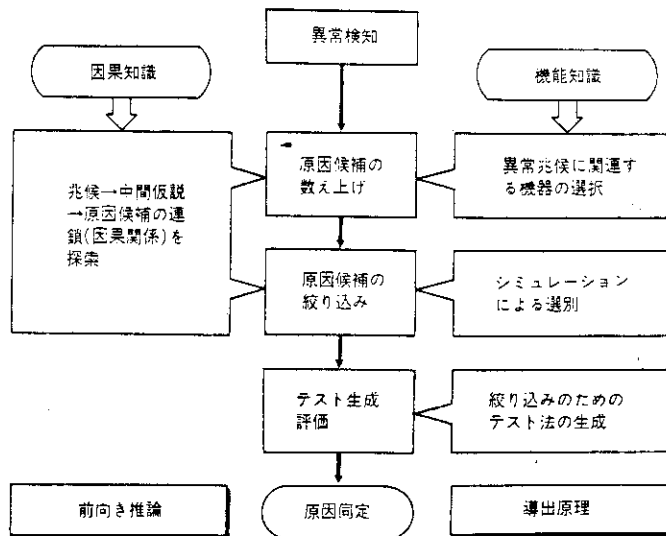 異常検知
因果知識
機能知識
兆候→中間仮説
→原因候補の連
鎖(因果関係)を
探索
原因候補の
数え上げ
異常兆候に関連す
る機器の選択
原因候補の
絞り込み
シミュレーション
による選別
テスト生成
評価
絞り込みのための
テスト法の生成
前向き推論
原因同定
導出原理